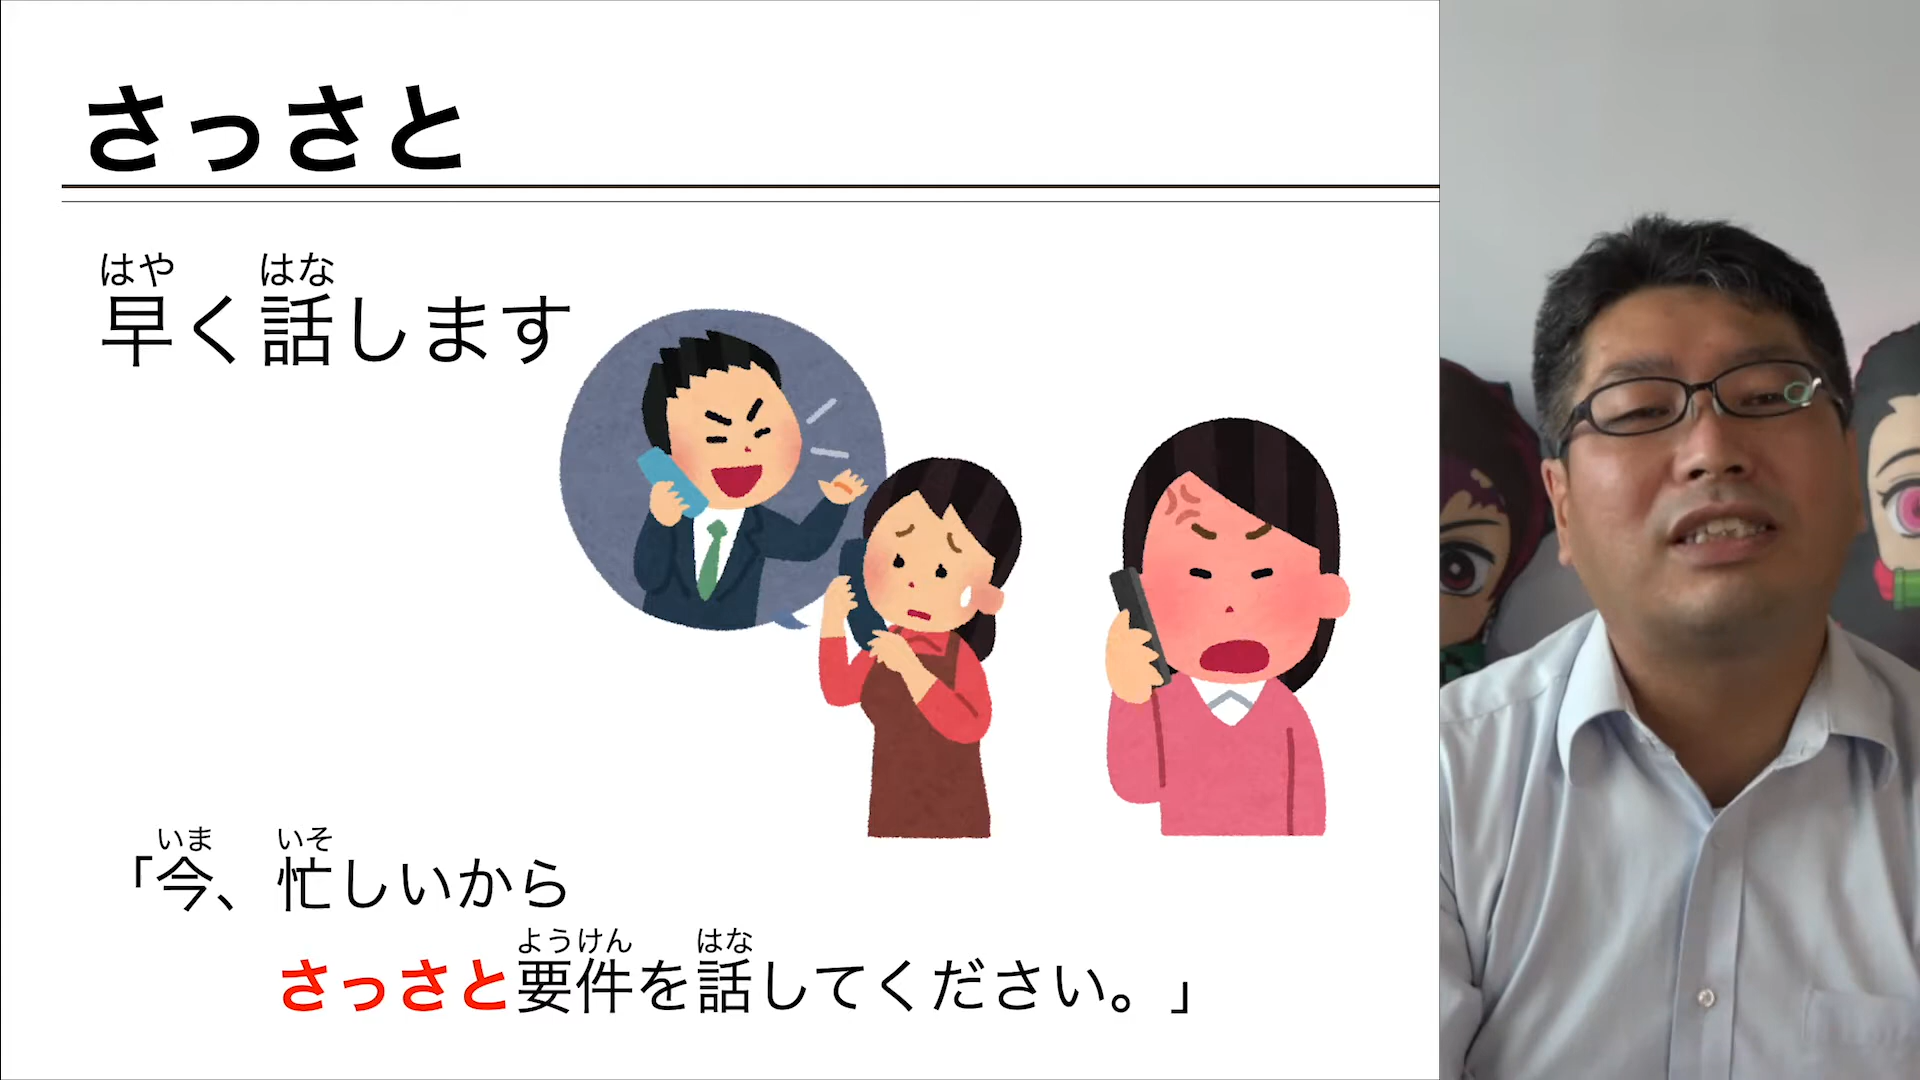 さっさと
はや はな
早く話します
いま いそ
「今、忙しいから
ようけん はな
さっさと要件を話してください。」